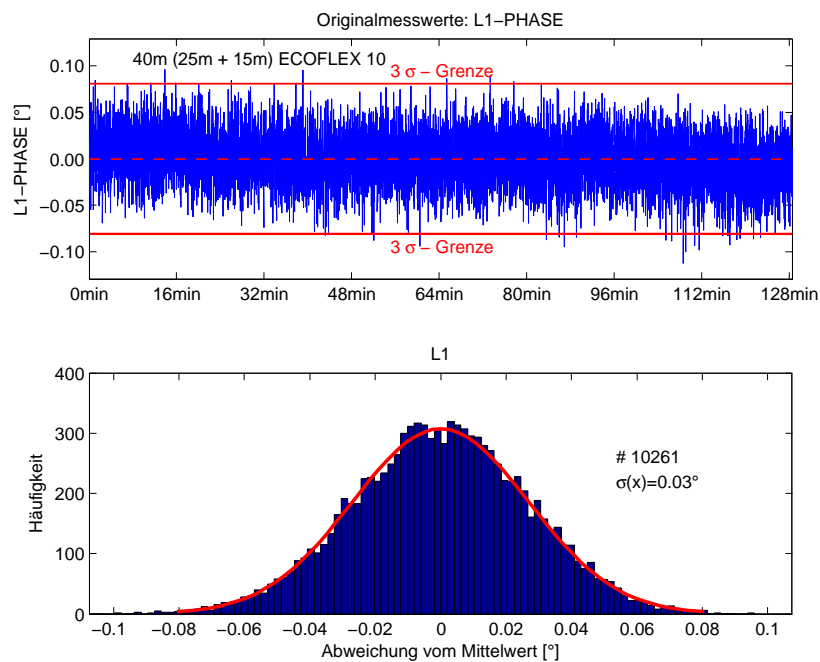 Originalmesswerte: L1−PHASE
40m (25m + 15m) ECOFLEX 10
3 σ − Grenze
0.10
0.05
0.00
−0.05
−0.10
L1−PHASE [°]
3 σ − Grenze
0min 16min 32min 48min 64min 80min 96min 112min 128min
L1
400
300
200
100
0
Häufigkeit
# 10261
σ(x)=0.03°
−0.1 −0.08 −0.06 −0.04 −0.02 0 0.02 0.04 0.06 0.08 0.1
Abweichung vom Mittelwert [°]